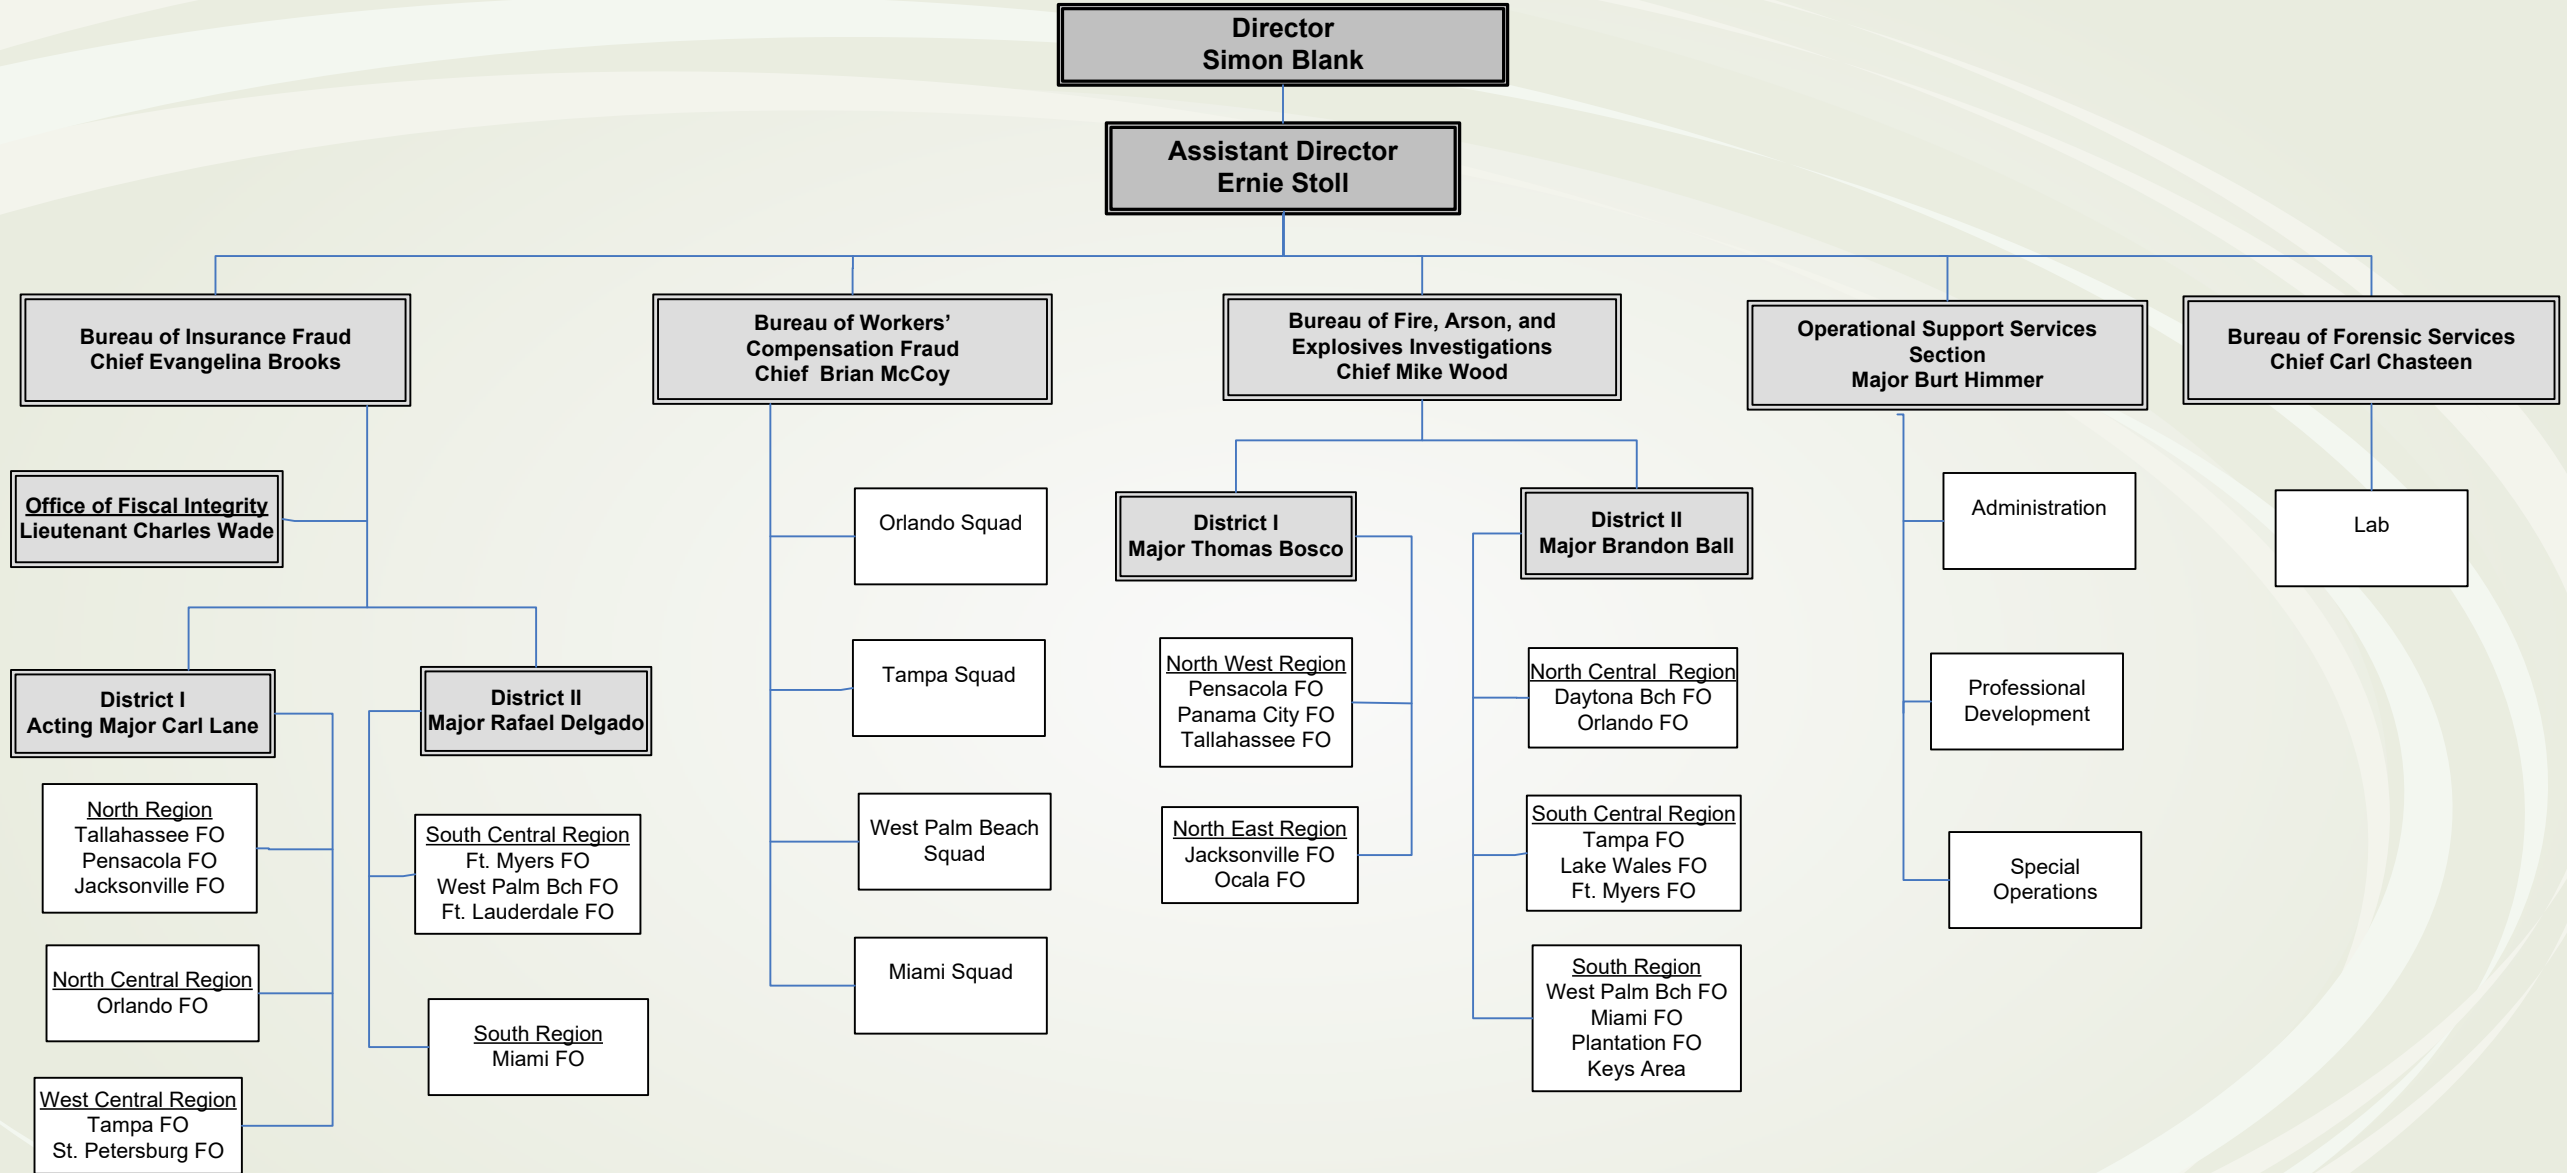 Director
Simon Blank
Assistant Director
Ernie Stoll
Bureau of Insurance Fraud
Chief Evangelina Brooks
Office of Fiscal Integrity
Lieutenant Charles Wade
District I
Acting Major Carl Lane
North Region
Tallahassee FO
Pensacola FO
Jacksonville FO
North Central Region
Orlando FO
West Central Region
Tampa FO
St. Petersburg FO
District II
Major Rafael Delgado
South Central Region
Ft. Myers FO
West Palm Bch FO
Ft. Lauderdale FO
South Region
Miami FO
Bureau of Workers’
Compensation Fraud
Chief  Brian McCoy
Orlando Squad
Tampa Squad
West Palm Beach
Squad
Miami Squad
Bureau of Fire, Arson, and
Explosives Investigations
Chief Mike Wood
District I
Major Thomas Bosco
North West Region
Pensacola FO
Panama City FO
Tallahassee FO
North East Region
Jacksonville FO
Ocala FO
District II
Major Brandon Ball
North Central  Region
Daytona Bch FO
Orlando FO
South Central Region
Tampa FO
Lake Wales FO
Ft. Myers FO
South Region
West Palm Bch FO
Miami FO
Plantation FO
Keys Area
Operational Support Services
Section
Major Burt Himmer
Administration
Professional
Development
Special
Operations
Bureau of Forensic Services
Chief Carl Chasteen
Lab